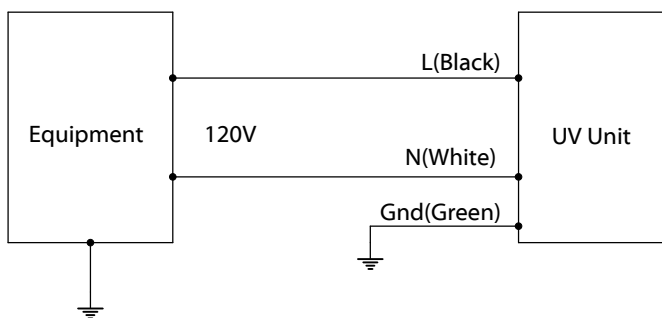 L(Black)
Equipment
120V
UV Unit
N(White)
Gnd(Green)